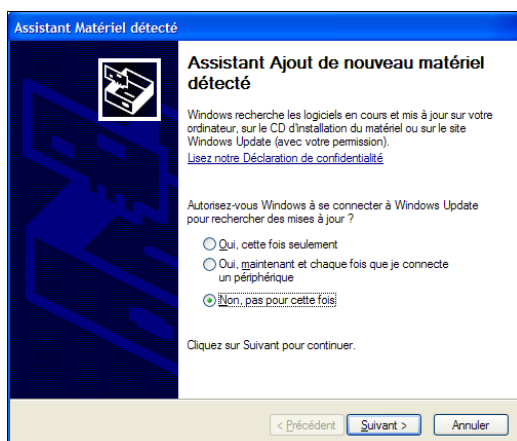 Assistant Matériel détecté
Assistant Ajout de nouveau matériel
détecté
Windows recherche les logiciels en cours et mis à jour sur votre
ordinateur, sur le CD d'installation du matériel ou sur le site
Windows Update (avec votre permission).
Lisez notre Déclaration de confidentialité
Autorisez-vous Windows à se connecter à Windows Update
pour rechercher des mises à jour ?
Oui, cette fois seulement
Oui, maintenant et chaque fois que je connecte
un périphérique
Non, pas pour cette fois
Cliquez sur Suivant pour continuer.
< Précédent
Suivant >
Annuler